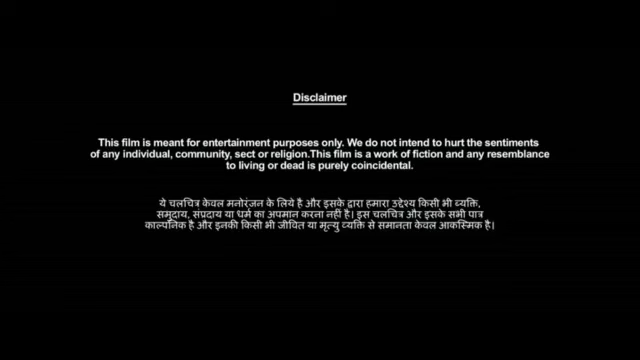 Disclaimer
This film is meant for entertainment purposes only. We do not intend to hurt the sentiments
of any individual, community, sect or religion.This film is a work of fiction and any resemblance
to living or dead is purely coincidental.
ये चलचित्र केवल मनोरंजन के लिये है और इसके द्वारा हमारा उद्देश्य किसी भी ब्यक्ति,
समुदाय, संप्रदाय या धर्म का अपमान करना नहीं है। इस चलचित्र और इसके सभी पात्र
काल्पनिक है और इनकी किसी भी जीवित या मृत्यु व्यक्ति से समानता केवल आकस्मिक है।